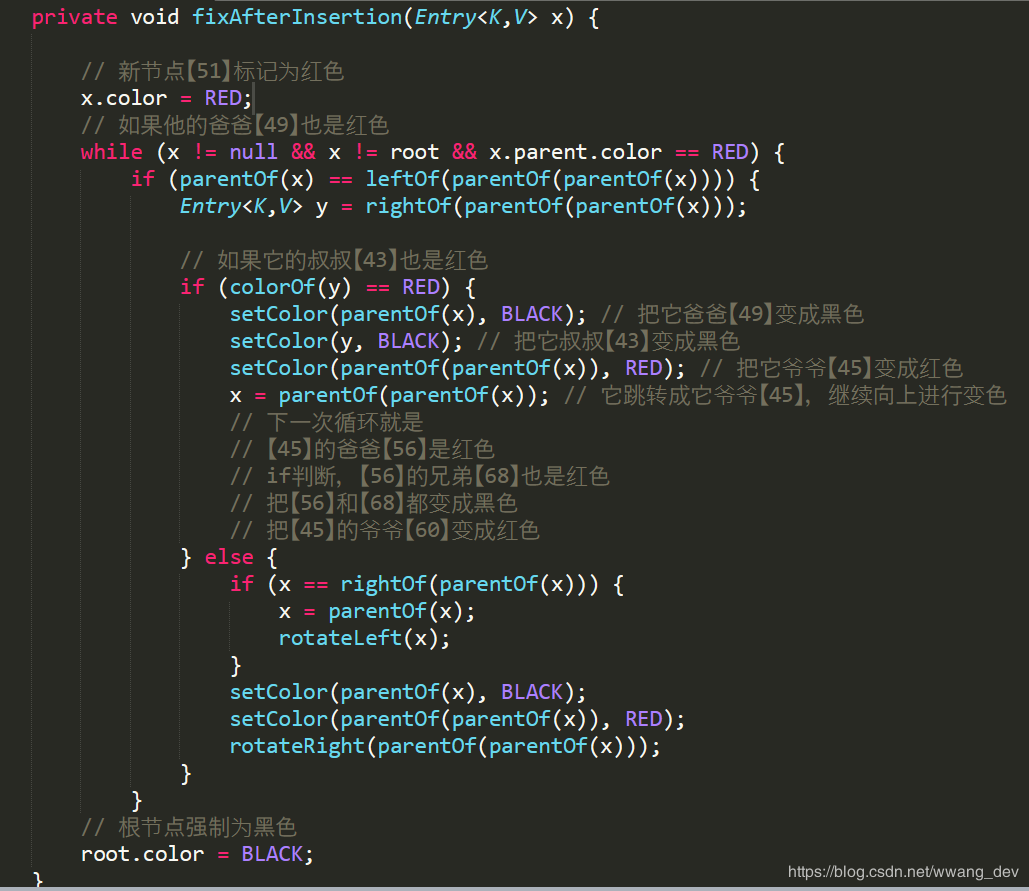 private void fixAfterInsertion(Entry<K,V> x) {
// 新节点【51】标记为红色
x.color = RED;
// 如果他的爸爸【49】也是红色
while (x != null && x != root && x.parent.color == RED) {
if (parentOf(x) == leftOf(parentOf(parentOf(x)))) {
Entry<K,V> y = rightOf(parentOf(parentOf(x)));
// 如果它的叔叔【43】也是红色
if (colorOf(y) == RED) {
setColor(parentOf(x), BLACK); // 把它爸爸【49】变成黑色
setColor(y, BLACK); // 把它叔叔【43】变成黑色
setColor(parentOf(parentOf(x)), RED); // 把它爷爷【45】变成红色
x = parentOf(parentOf(x)); // 它跳转成它爷爷【45】，继续向上进行变色
// 下一次循环就是
// 【45】的爸爸【56】是红色
// if判断，【56】的兄弟【68】也是红色
// 把【56】和【68】都变成黑色
// 把【45】的爷爷【60】变成红色
} else {
if (x == rightOf(parentOf(x))) {
x = parentOf(x);
rotateLeft(x);
}
setColor(parentOf(x), BLACK);
setColor(parentOf(parentOf(x)), RED);
rotateRight(parentOf(parentOf(x)));
}
}
// 根节点强制为黑色
root.color = BLACK;
}
https://blog.csdn.net/wwang_dev